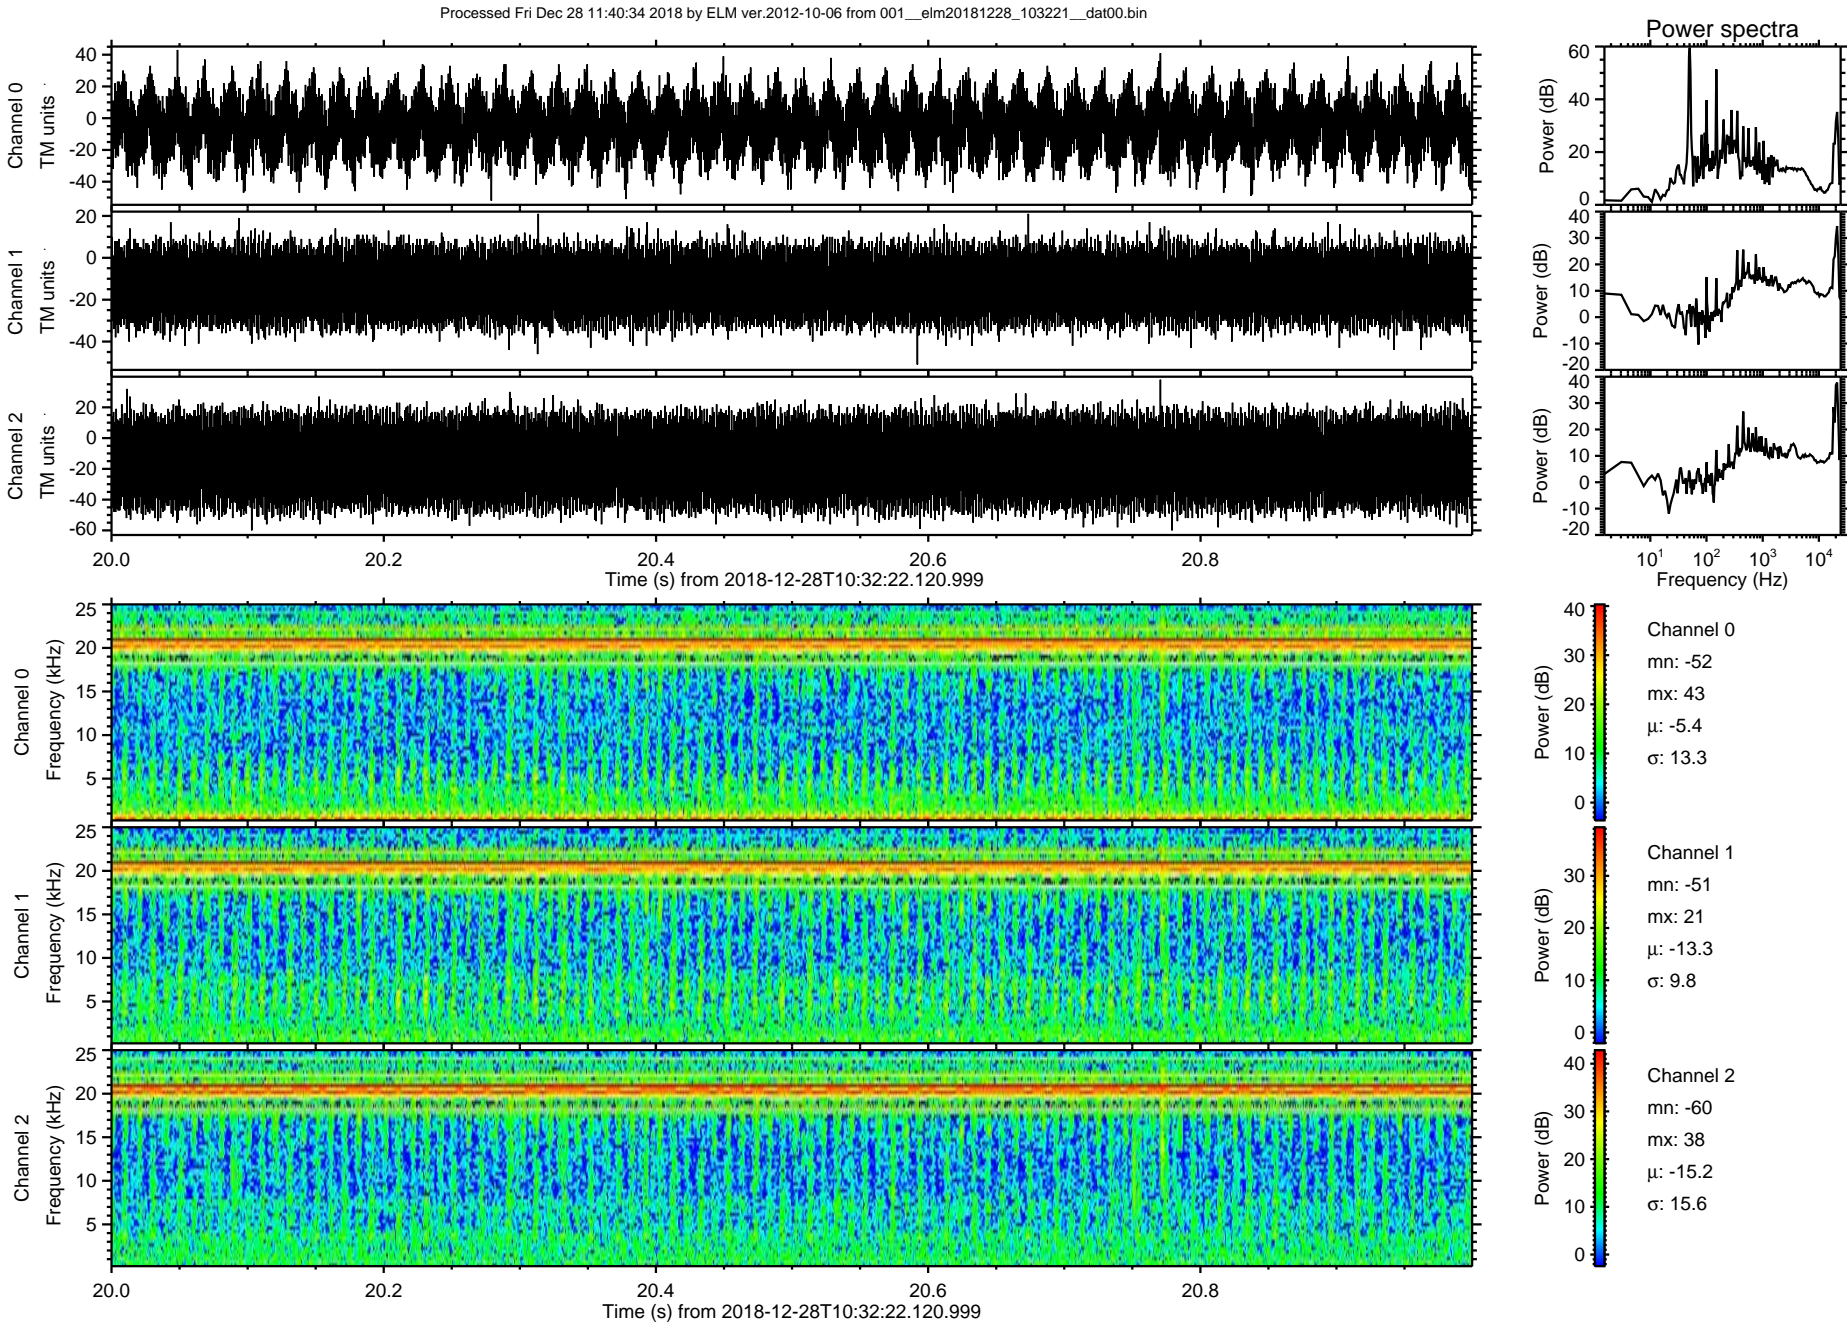 Processed Fri Dec 28 11:40:34 2018 by ELM ver.2012-10-06 from 001__elm20181228_103221__dat00.bin
Power spectra
Channel 0
TM units
40
20
0
-20
-40
Power (dB)
60
40
20
0
Channel 1
TM units
20
0
-20
-40
Power (dB)
40
30
20
10
0
-10
-20
Channel 2
TM units
20
0
-20
-40
-60
Power (dB)
40
30
20
10
0
-10
-20
20.0 20.2 20.4 20.6 20.8
Time (s) from 2018-12-28T10:32:22.120.999
10^1 10^2 10^3 10^4
Frequency (Hz)
Channel 0
Frequency (kHz)
25
20
15
10
5
Power (dB)
40
30
20
10
0
Channel 0
mn: -52
mx: 43
μ: -5.4
σ: 13.3
Channel 1
Frequency (kHz)
25
20
15
10
5
Power (dB)
30
20
10
0
Channel 1
mn: -51
mx: 21
μ: -13.3
σ: 9.8
Channel 2
Frequency (kHz)
25
20
15
10
5
Power (dB)
40
30
20
10
0
Channel 2
mn: -60
mx: 38
μ: -15.2
σ: 15.6
20.0 20.2 20.4 20.6 20.8
Time (s) from 2018-12-28T10:32:22.120.999